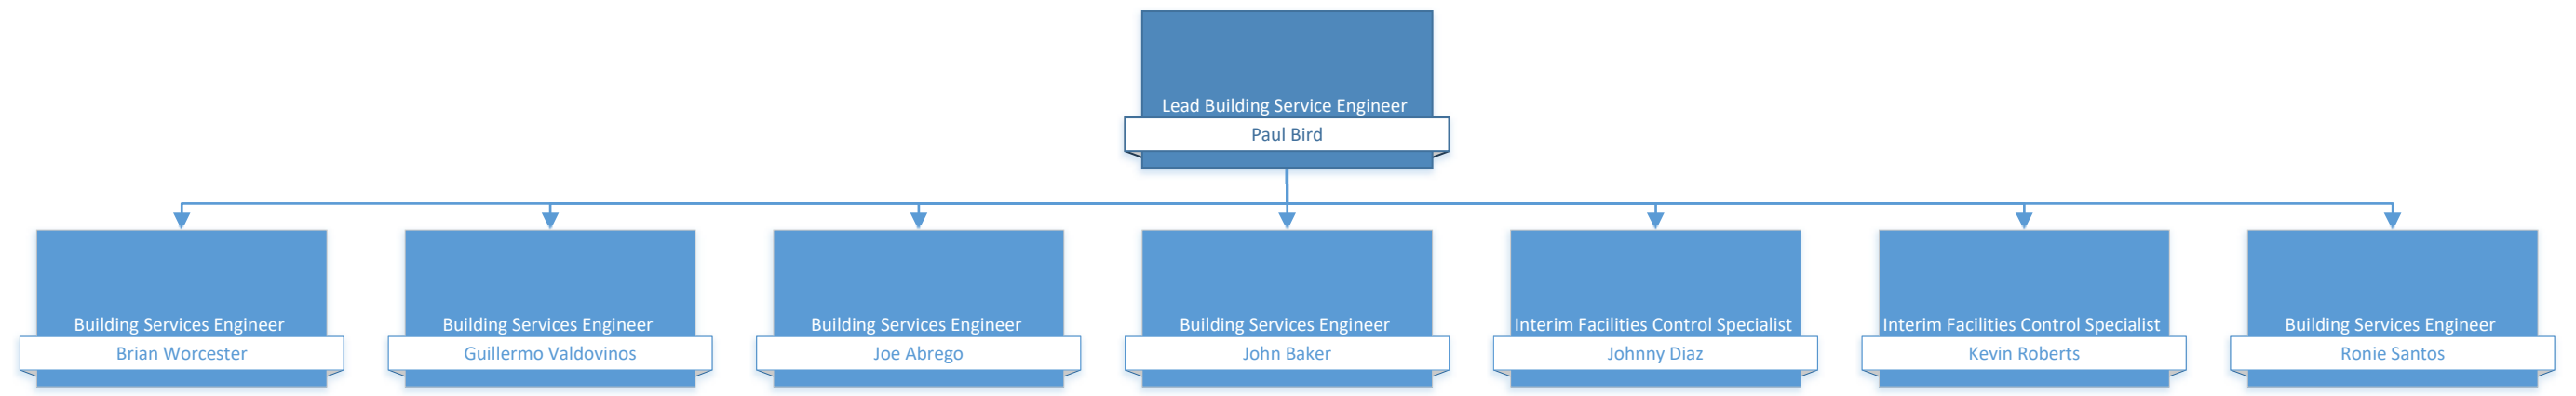 Lead Building Service Engineer
Paul Bird
Building Services Engineer
Brian Worcester
Building Services Engineer
Guillermo Valdovinos
Building Services Engineer
Joe Abrego
Building Services Engineer
John Baker
Interim Facilities Control Specialist
Johnny Diaz
Interim Facilities Control Specialist
Kevin Roberts
Building Services Engineer
Ronie Santos